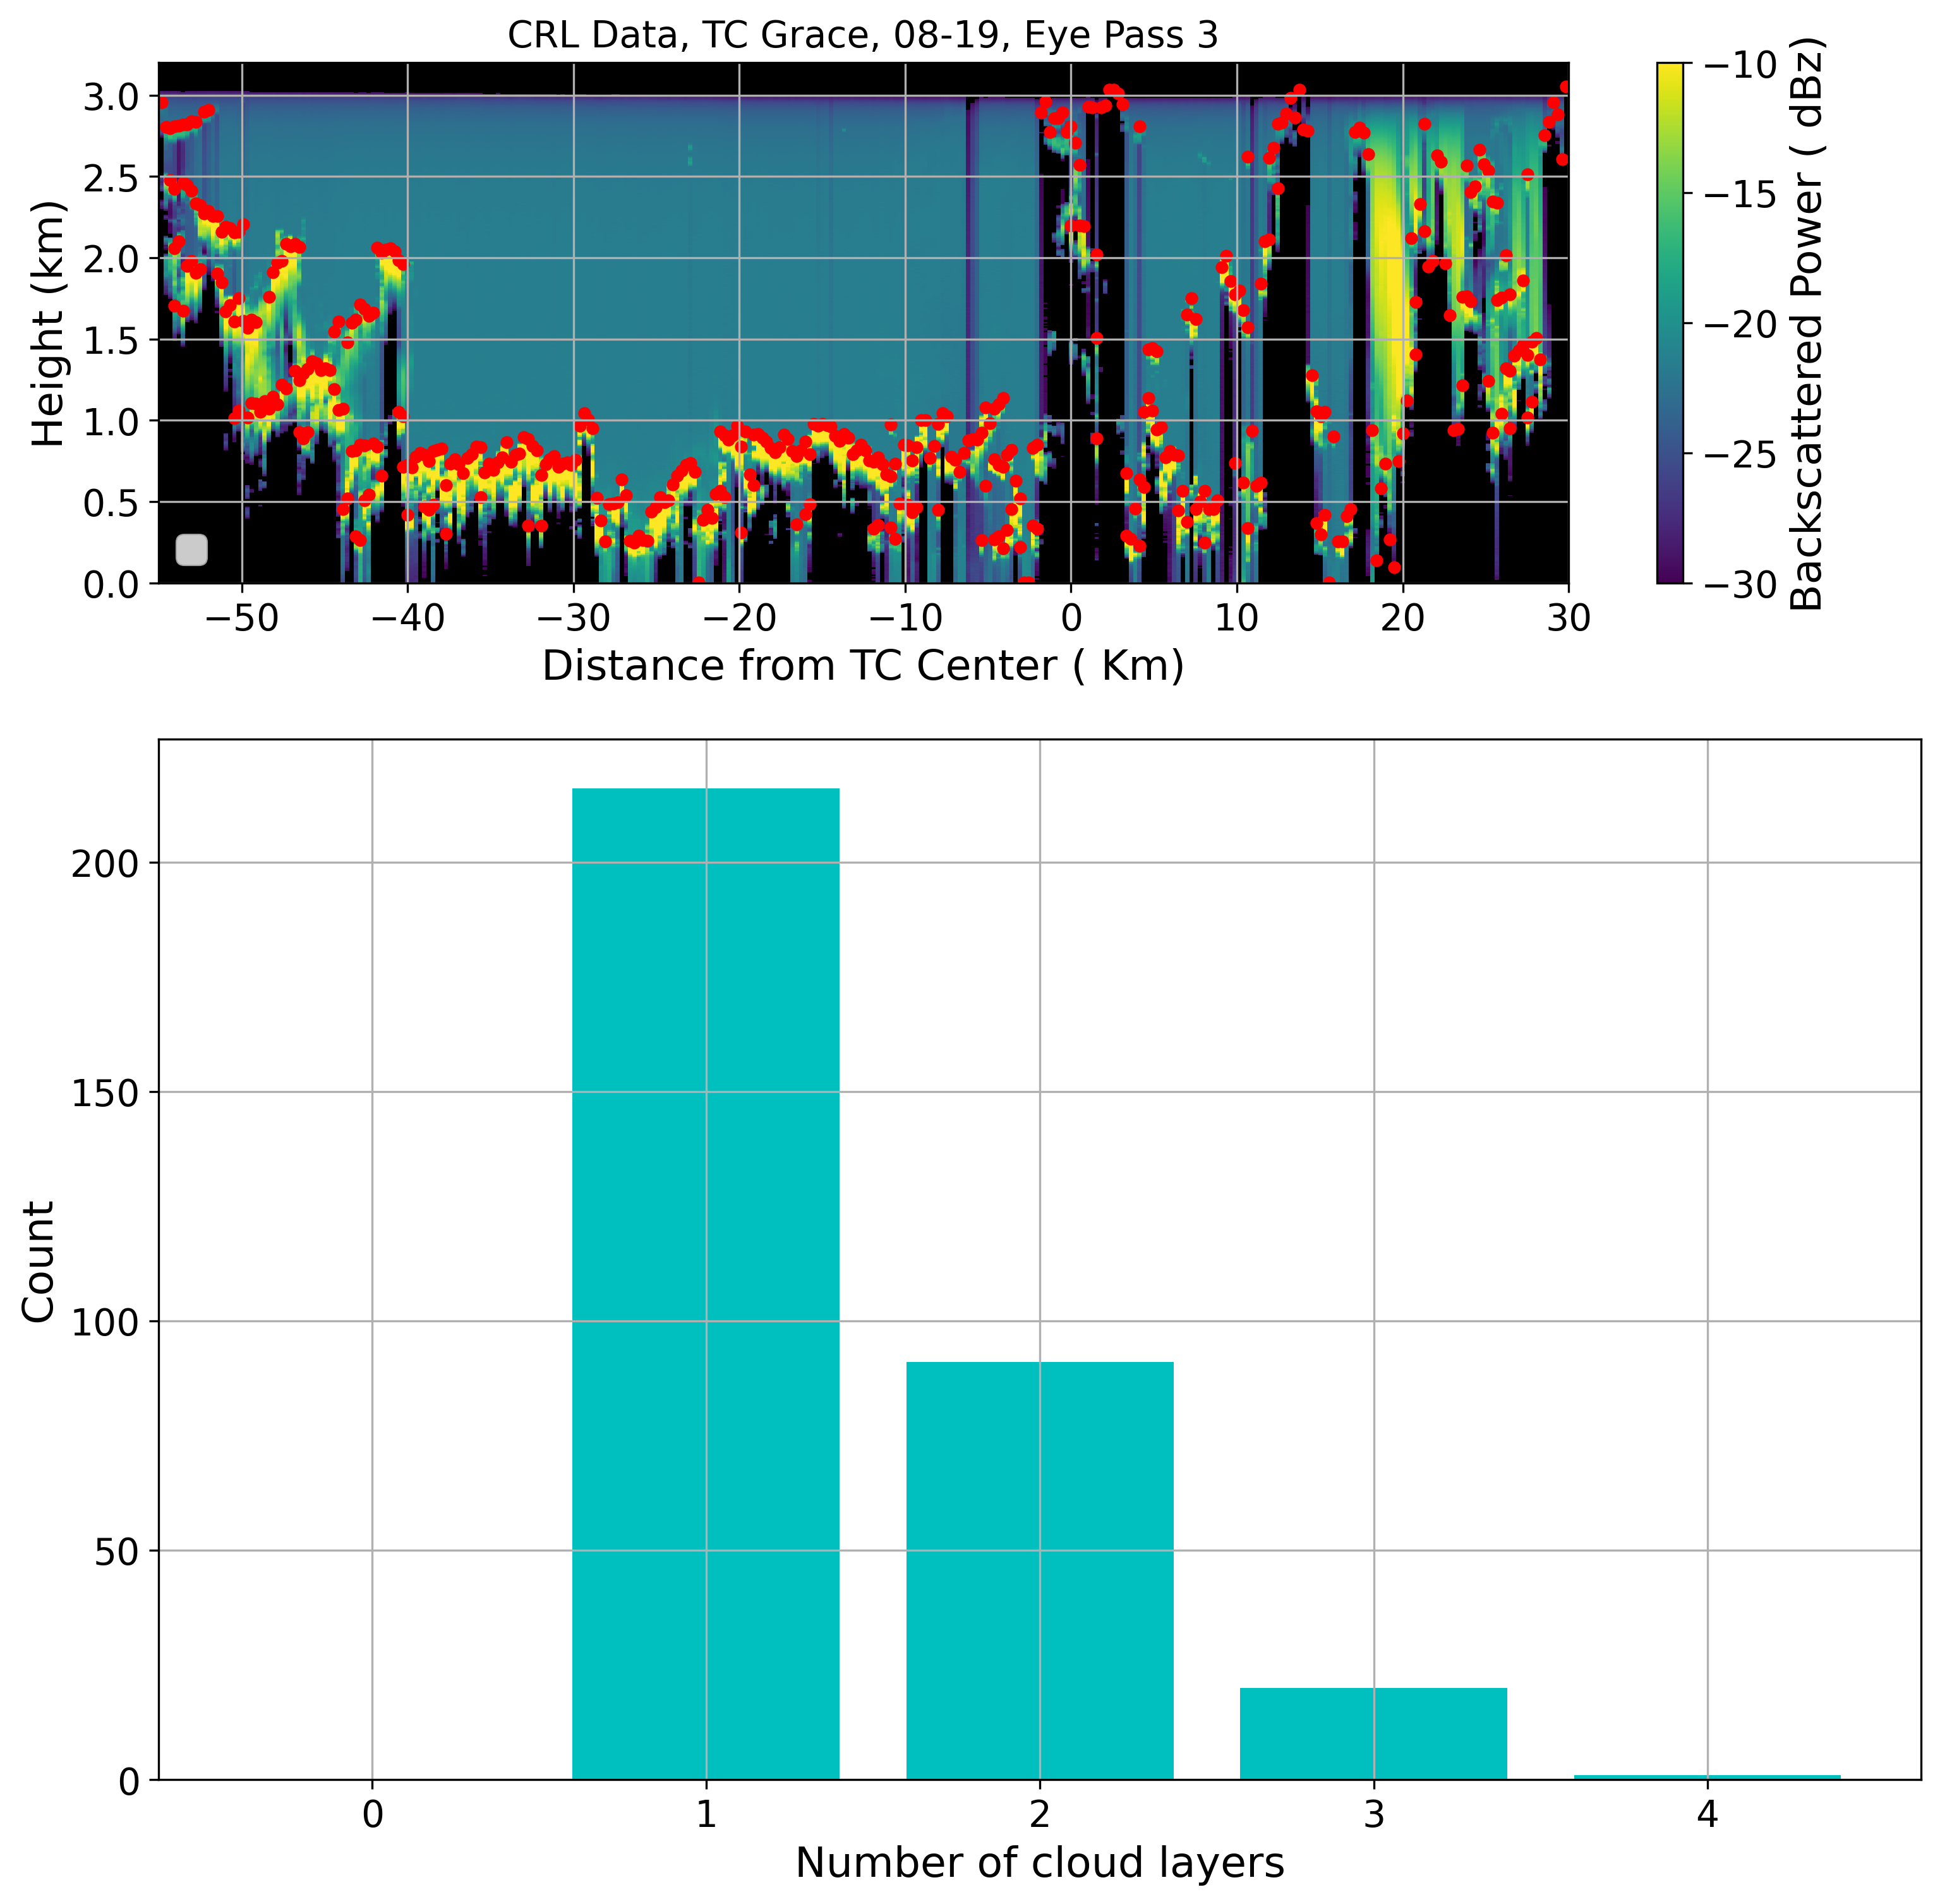 CRL Data, TC Grace, 08-19, Eye Pass 3
Height (km)
3.0
2.5
2.0
1.5
1.0
0.5
0.0
−50 −40 −30 −20 −10 0 10 20 30
Distance from TC Center ( Km)
−10
−15
−20
−25
−30
Backscattered Power ( dBz)
Count
200
150
100
50
0
0 1 2 3 4
Number of cloud layers